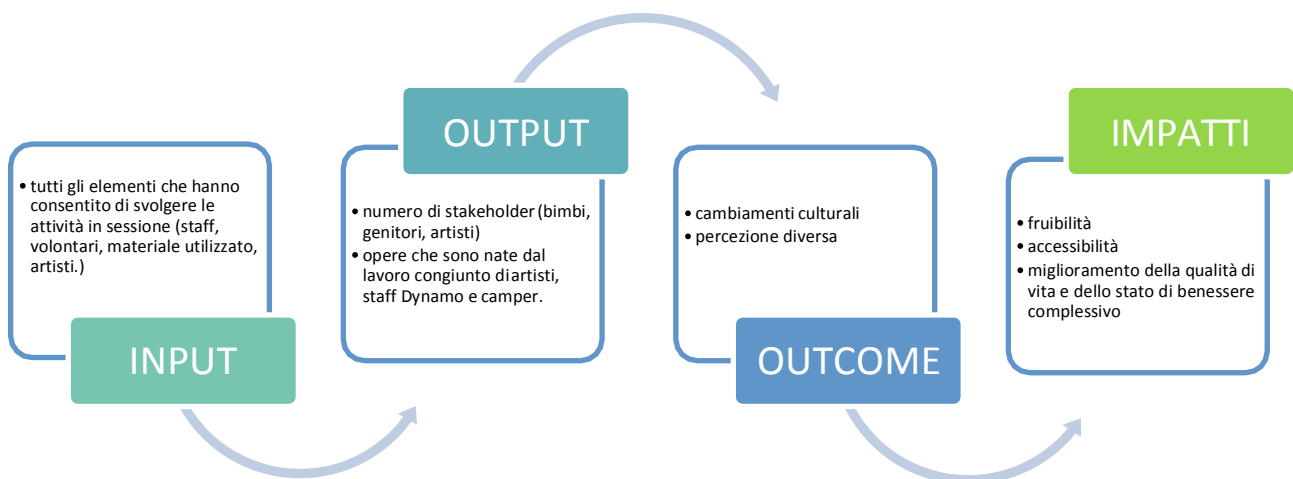 • tutti gli elementi che hanno
consentito di svolgere le
attività in sessione (staff,
volontari, materiale utilizzato,
artisti.)
INPUT
OUTPUT
• numero di stakeholder (bimbi,
genitori, artisti)
• opere che sono nate dal
lavoro congiunto di artisti,
staff Dynamo e camper.
• cambiamenti culturali
• percezione diversa
OUTCOME
IMPATTI
• fruibilità
• accessibilità
• miglioramento della qualità di
vita e dello stato di benessere
complessivo